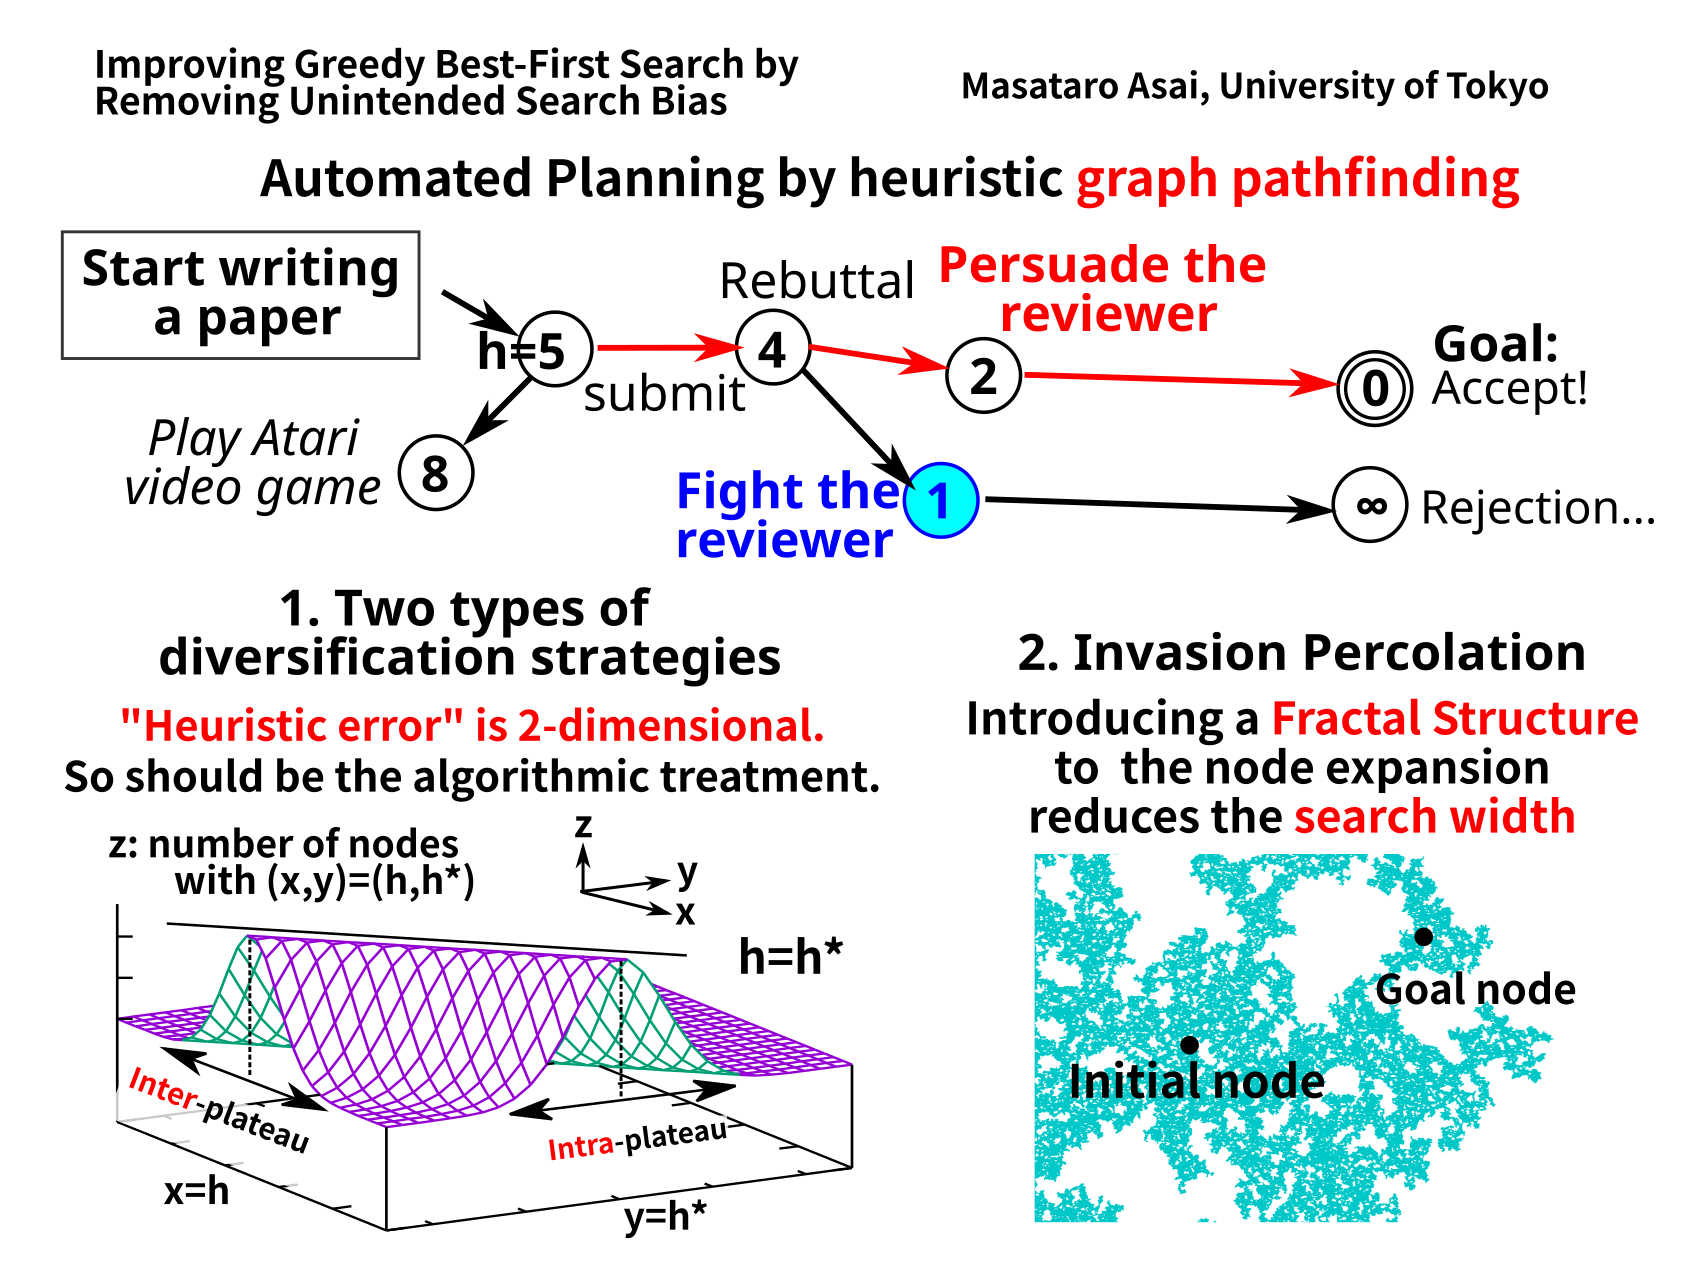 Improving Greedy Best-First Search by
Removing Unintended Search Bias
Masataro Asai, University of Tokyo
Automated Planning by heuristic graph pathfinding
Start writing
a paper
h=5
submit
Rebuttal
4
Persuade the
reviewer
2
Goal:
Accept!
0
Play Atari
video game
8
Fight the
reviewer
1
∞
Rejection...
1. Two types of
diversification strategies
"Heuristic error" is 2-dimensional.
So should be the algorithmic treatment.
z: number of nodes
with (x,y)=(h,h*)
z
y
x
h=h*
Inter-plateau
Intra-plateau
x=h
y=h*
2. Invasion Percolation
Introducing a Fractal Structure
to the node expansion
reduces the search width
Goal node
Initial node